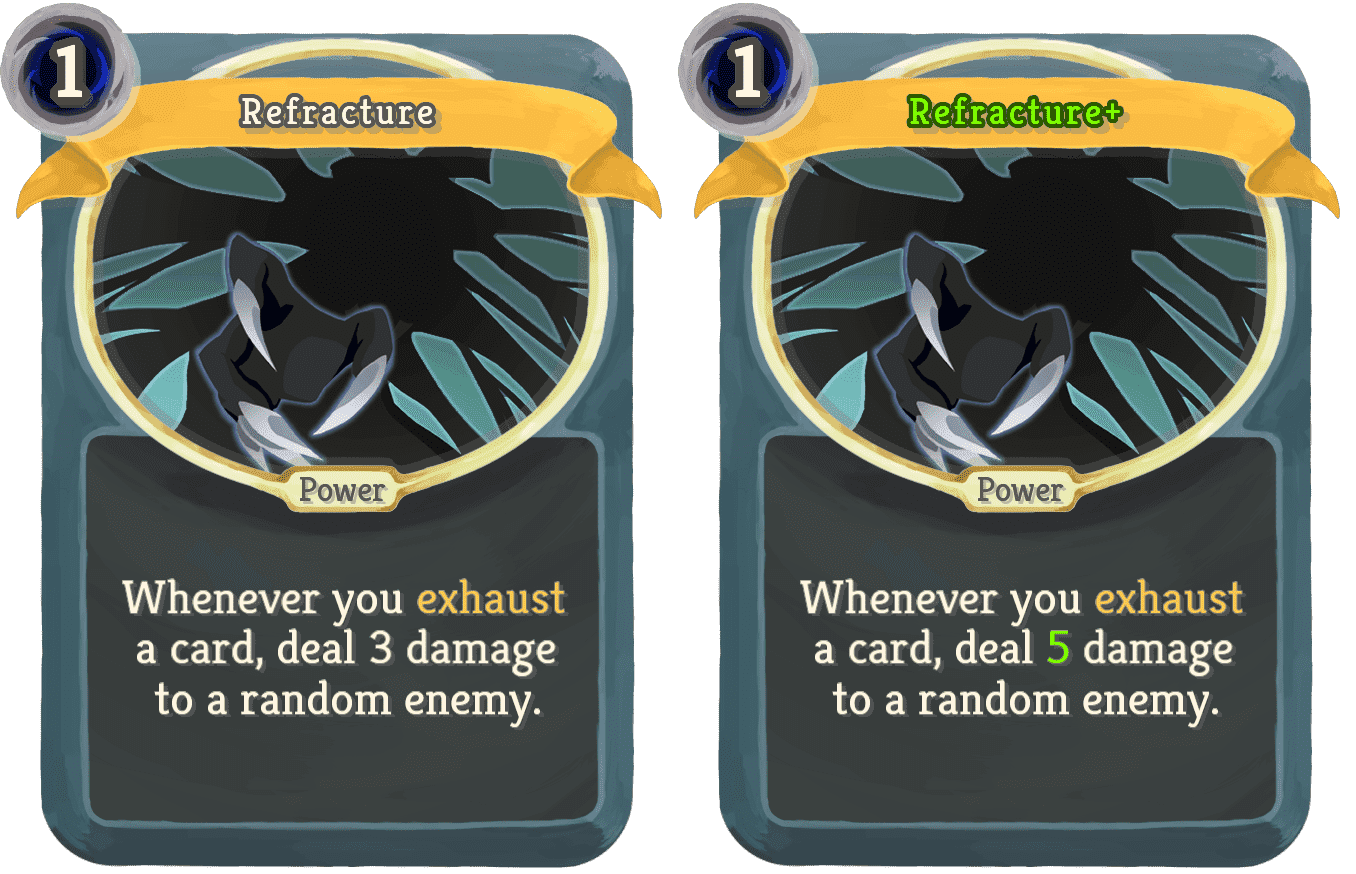 1
Refracture
Power
Whenever you exhaust
a card, deal 3 damage
to a random enemy.
1
Refracture+
Power
Whenever you exhaust
a card, deal 5 damage
to a random enemy.